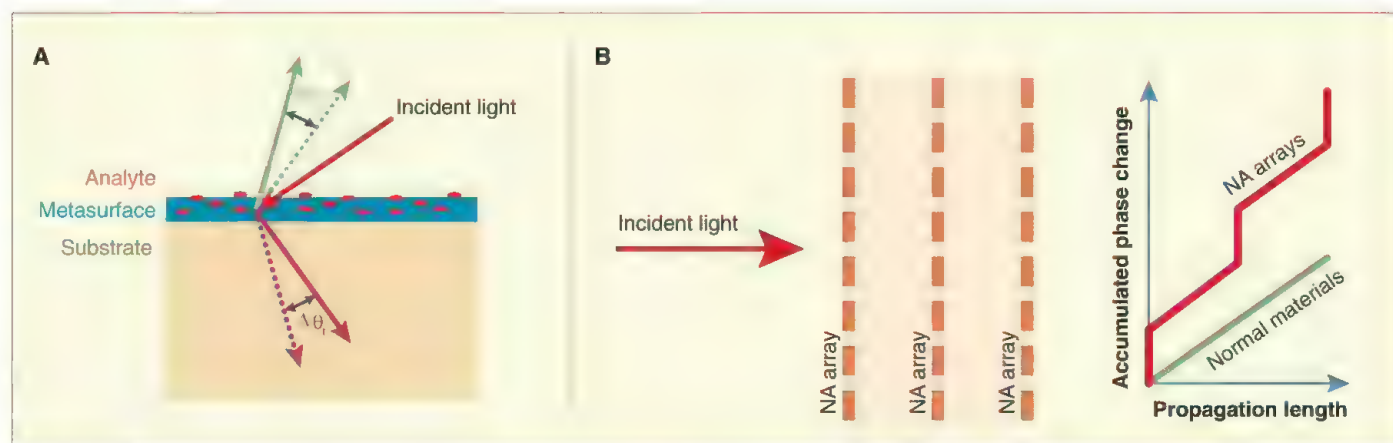 A
Incident light
Analyte
Metasurface
Substrate
Δθt
B
Incident light
NA array
NA array
NA array
Accumulated phase change
NA arrays
Normal materials
Propagation length